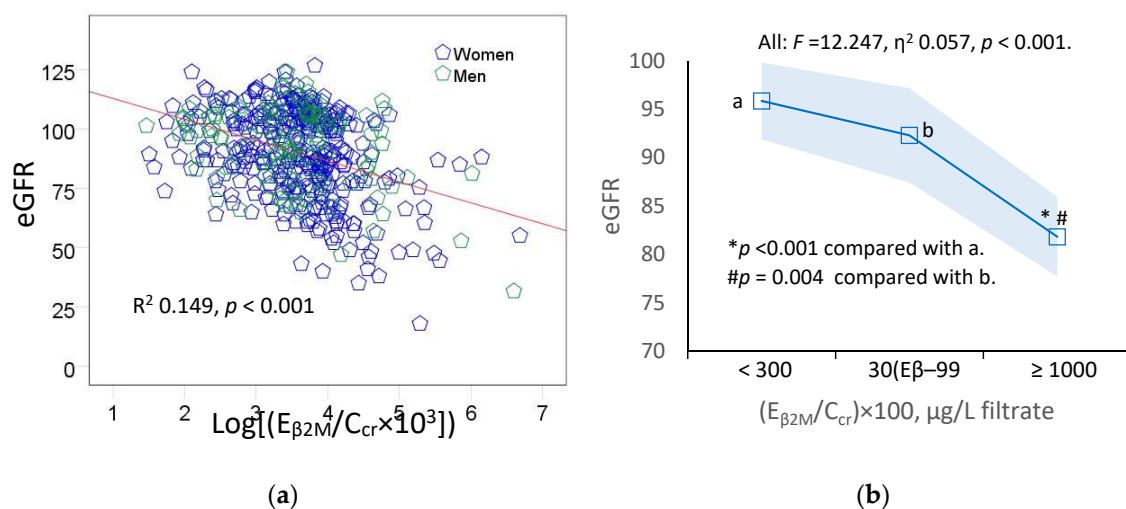 Women
Men
125
100
75
50
25
0
eGFR
R² 0.149, p < 0.001
1 2 3 4 5 6 7
Log[(Eβ2M/Ccr×10³])
(a)
All: F =12.247, η² 0.057, p < 0.001.
100
95
90
85
80
75
70
eGFR
a
b
* #
*p <0.001 compared with a.
#p = 0.004 compared with b.
< 300 30(Eβ–99 ≥ 1000
(Eβ2M/Ccr)×100, µg/L filtrate
(b)